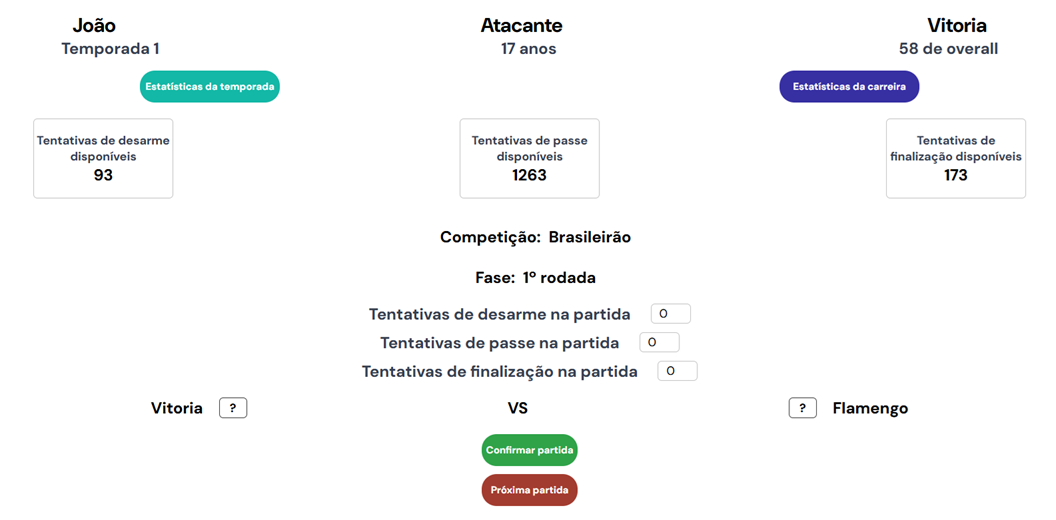 João
Atacante
Vitoria
Temporada 1
17 anos
58 de overall
Estatísticas da temporada
Estatísticas da carreira
Tentativas de desarme
disponíveis
93
Tentativas de passe
disponíveis
1263
Tentativas de
finalização disponíveis
173
Competição: Brasileirão
Fase: 1º rodada
Tentativas de desarme na partida 0
Tentativas de passe na partida 0
Tentativas de finalização na partida 0
Vitoria ? VS ? Flamengo
Confirmar partida
Próxima partida